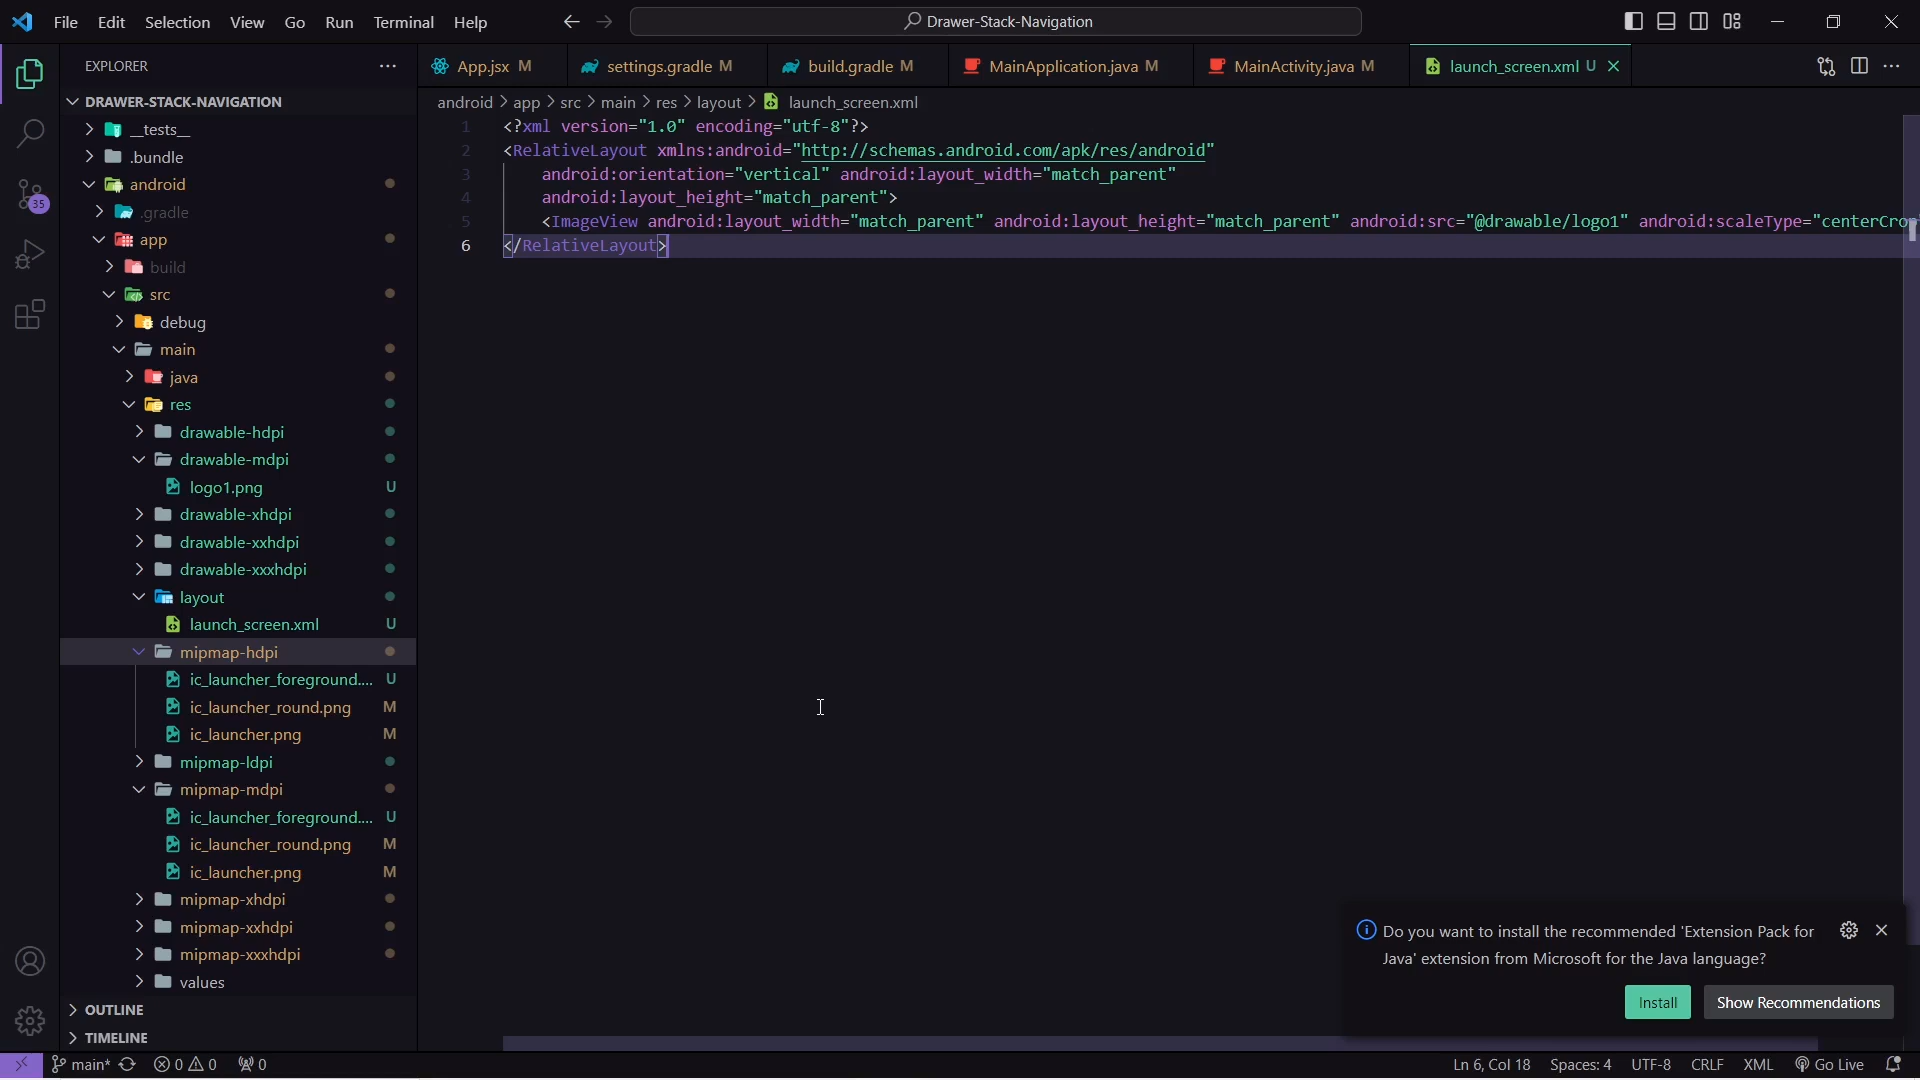 File Edit Selection View Go Run Terminal Help
Drawer-Stack-Navigation
EXPLORER
DRAWER-STACK-NAVIGATION
__tests__
.bundle
android
.gradle
app
build
src
debug
main
java
res
drawable-hdpi
drawable-mdpi
logo1.png U
drawable-xhdpi
drawable-xxhdpi
drawable-xxxhdpi
layout
launch_screen.xml U
mipmap-hdpi
ic_launcher_foreground.... U
ic_launcher_round.png M
ic_launcher.png M
mipmap-ldpi
mipmap-mdpi
ic_launcher_foreground.... U
ic_launcher_round.png M
ic_launcher.png M
mipmap-xhdpi
mipmap-xxhdpi
mipmap-xxxhdpi
values
OUTLINE
TIMELINE
35
App.jsx M settings.gradle M build.gradle M MainApplication.java M MainActivity.java M launch_screen.xml U
android > app > src > main > res > layout > launch_screen.xml
1 <?xml version="1.0" encoding="utf-8"?>
2 <RelativeLayout xmlns:android="http://schemas.android.com/apk/res/android"
3 android:orientation="vertical" android:layout_width="match_parent"
4 android:layout_height="match_parent">
5 <ImageView android:layout_width="match_parent" android:layout_height="match_parent" android:src="@drawable/logo1" android:scaleType="centerCrop
6 </RelativeLayout>
Do you want to install the recommended 'Extension Pack for
Java' extension from Microsoft for the Java language?
Install Show Recommendations
main* 0 0 0 Ln 6, Col 18 Spaces: 4 UTF-8 CRLF XML Go Live